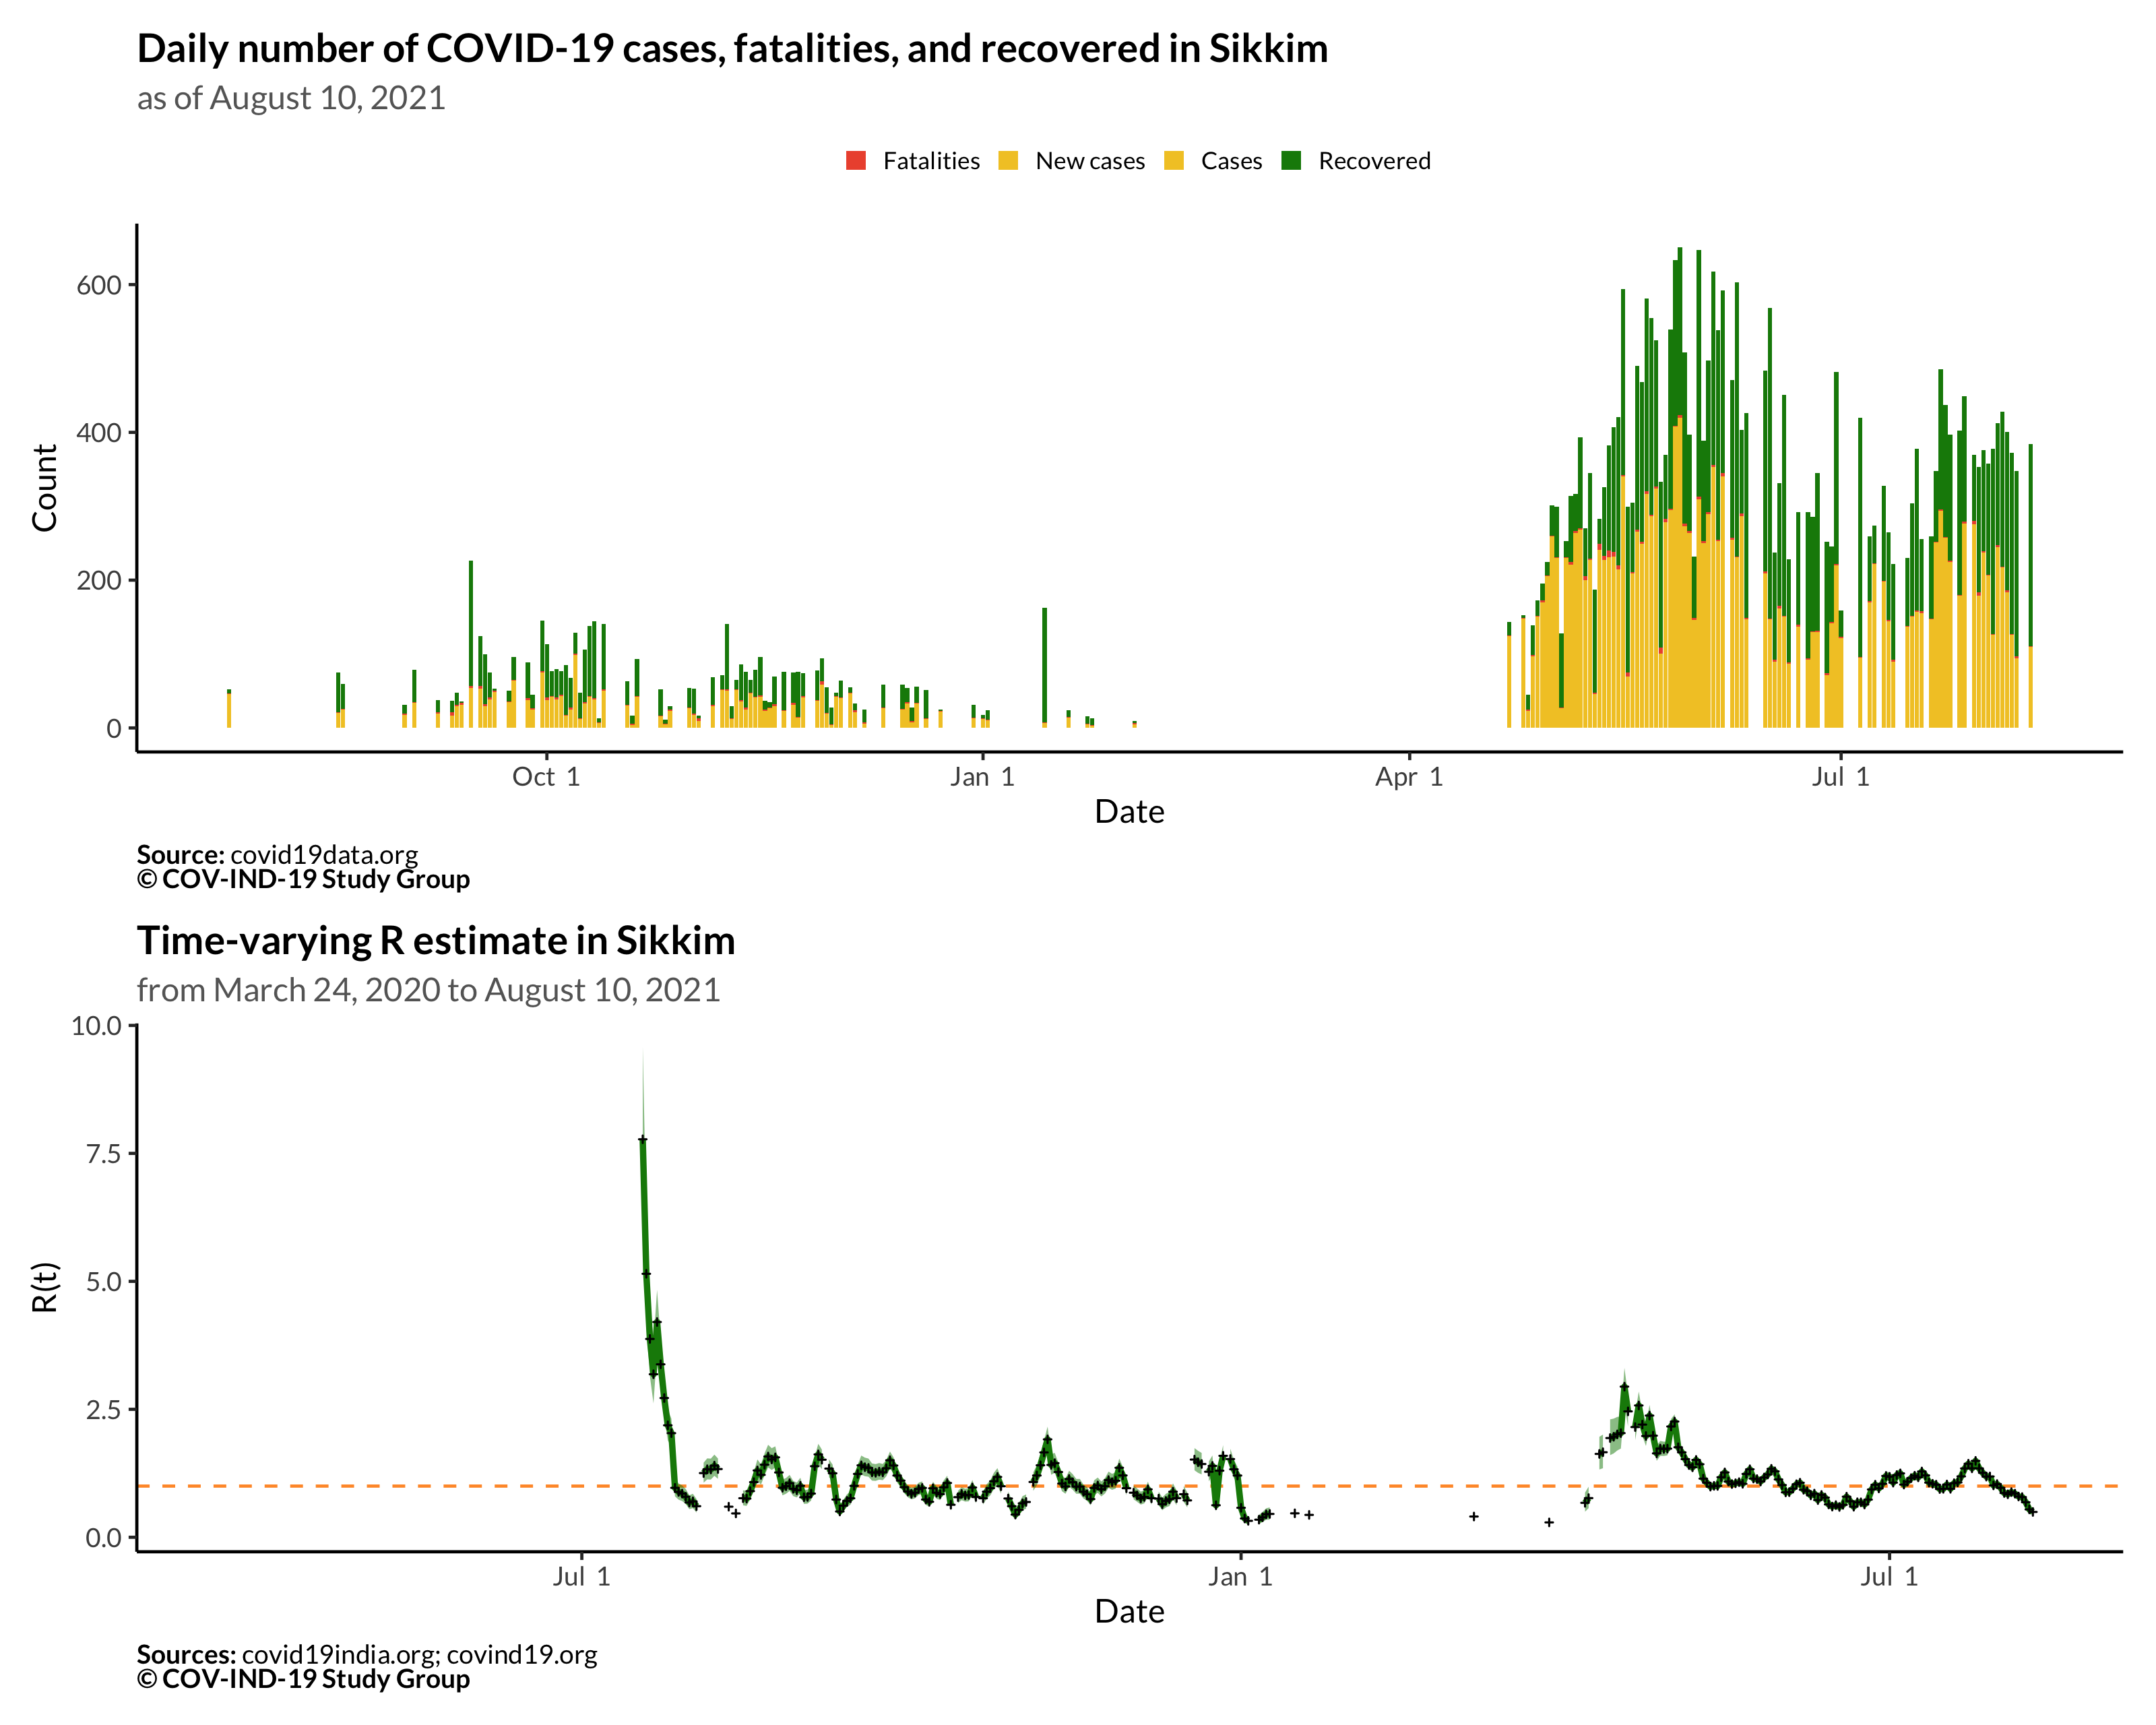 Daily number of COVID-19 cases, fatalities, and recovered in Sikkim
as of August 10, 2021
Fatalities New cases Cases Recovered
Count
600
400
200
0
Oct 1 Jan 1 Apr 1 Jul 1
Date
Source: covid19data.org
© COV-IND-19 Study Group
Time-varying R estimate in Sikkim
from March 24, 2020 to August 10, 2021
R(t)
10.0
7.5
5.0
2.5
0.0
Jul 1 Jan 1 Jul 1
Date
Sources: covid19india.org; covind19.org
© COV-IND-19 Study Group